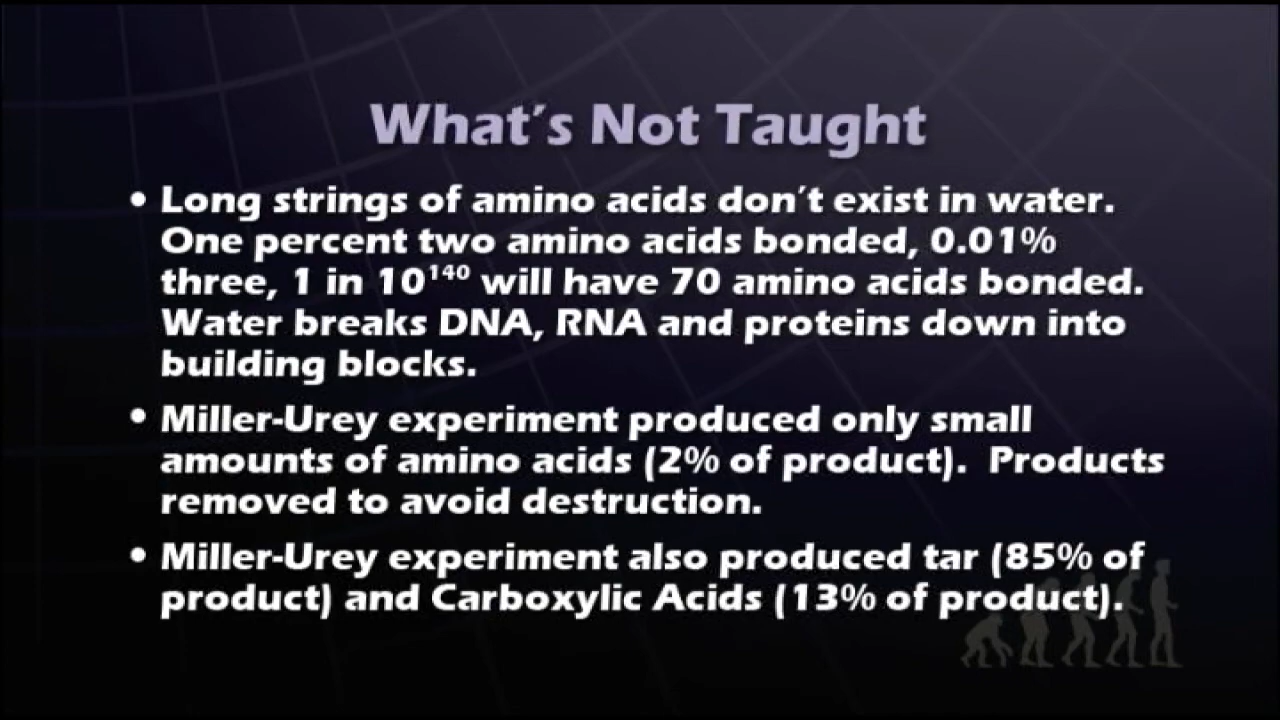 What's Not Taught
• Long strings of amino acids don't exist in water.
One percent two amino acids bonded, 0.01%
three, 1 in 10¹⁴⁰ will have 70 amino acids bonded.
Water breaks DNA, RNA and proteins down into
building blocks.
• Miller-Urey experiment produced only small
amounts of amino acids (2% of product). Products
removed to avoid destruction.
• Miller-Urey experiment also produced tar (85% of
product) and Carboxylic Acids (13% of product).